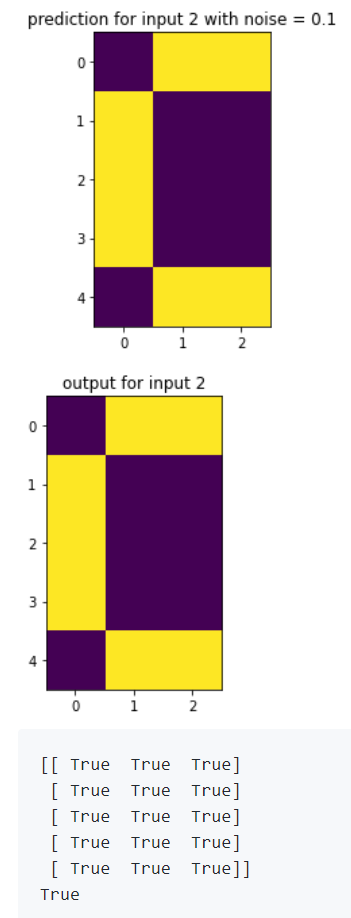 prediction for input 2 with noise = 0.1
0
1
2
3
4
0 1 2
output for input 2
0
1
2
3
4
0 1 2
[[ True True True]
[ True True True]
[ True True True]
[ True True True]
[ True True True]]
True